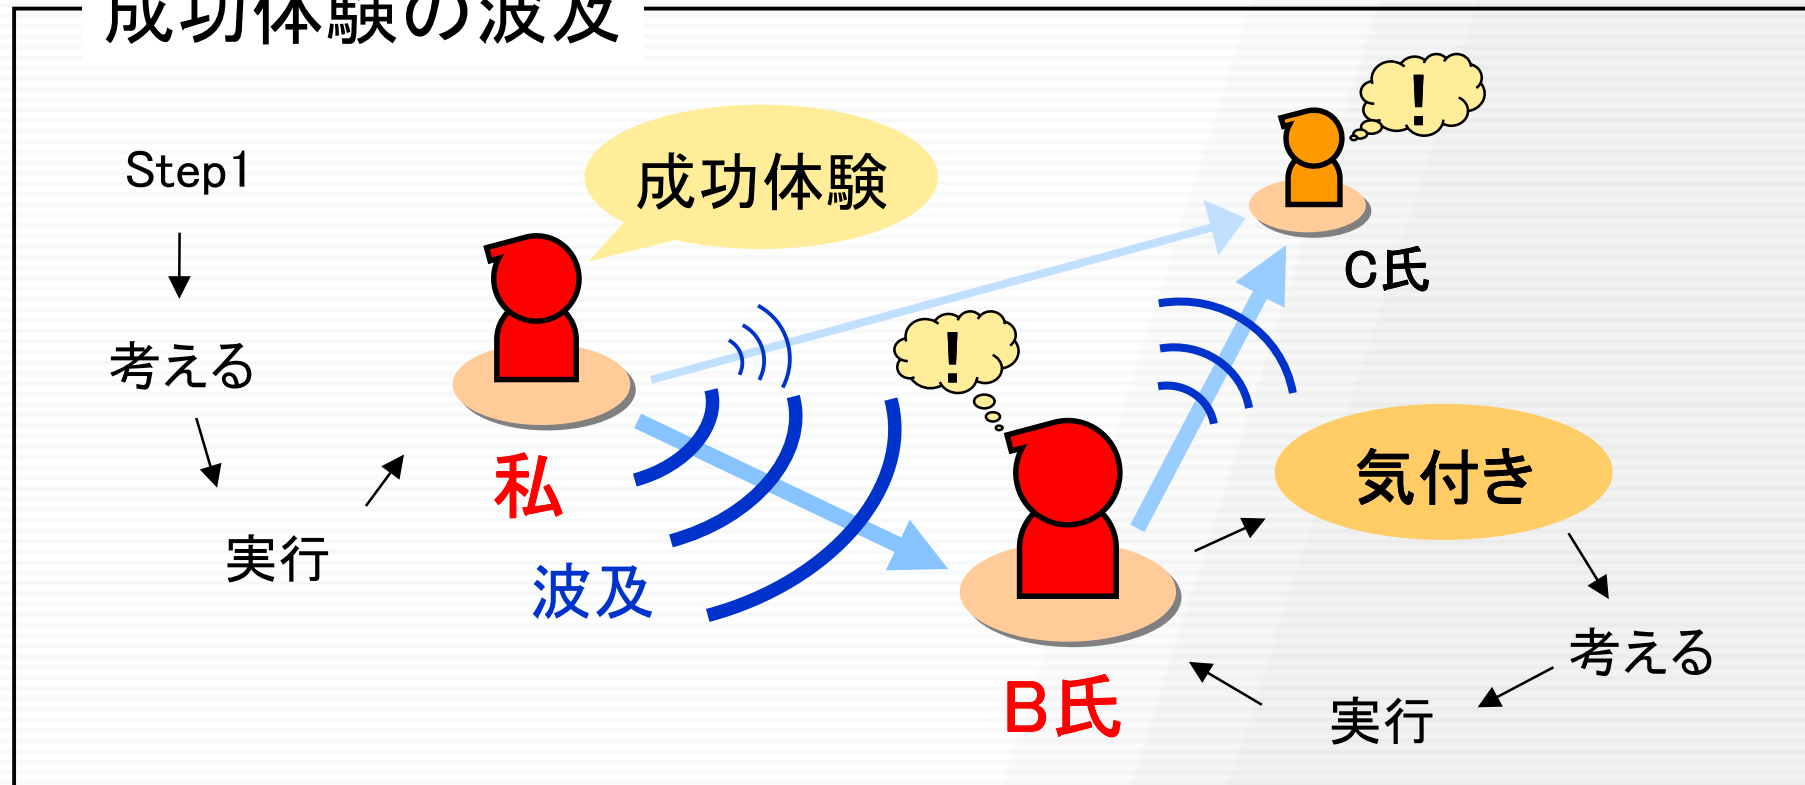 成功体験の波及
Step1
成功体験
!
C氏
考える
!
私
気付き
実行
波及
考える
B氏
実行